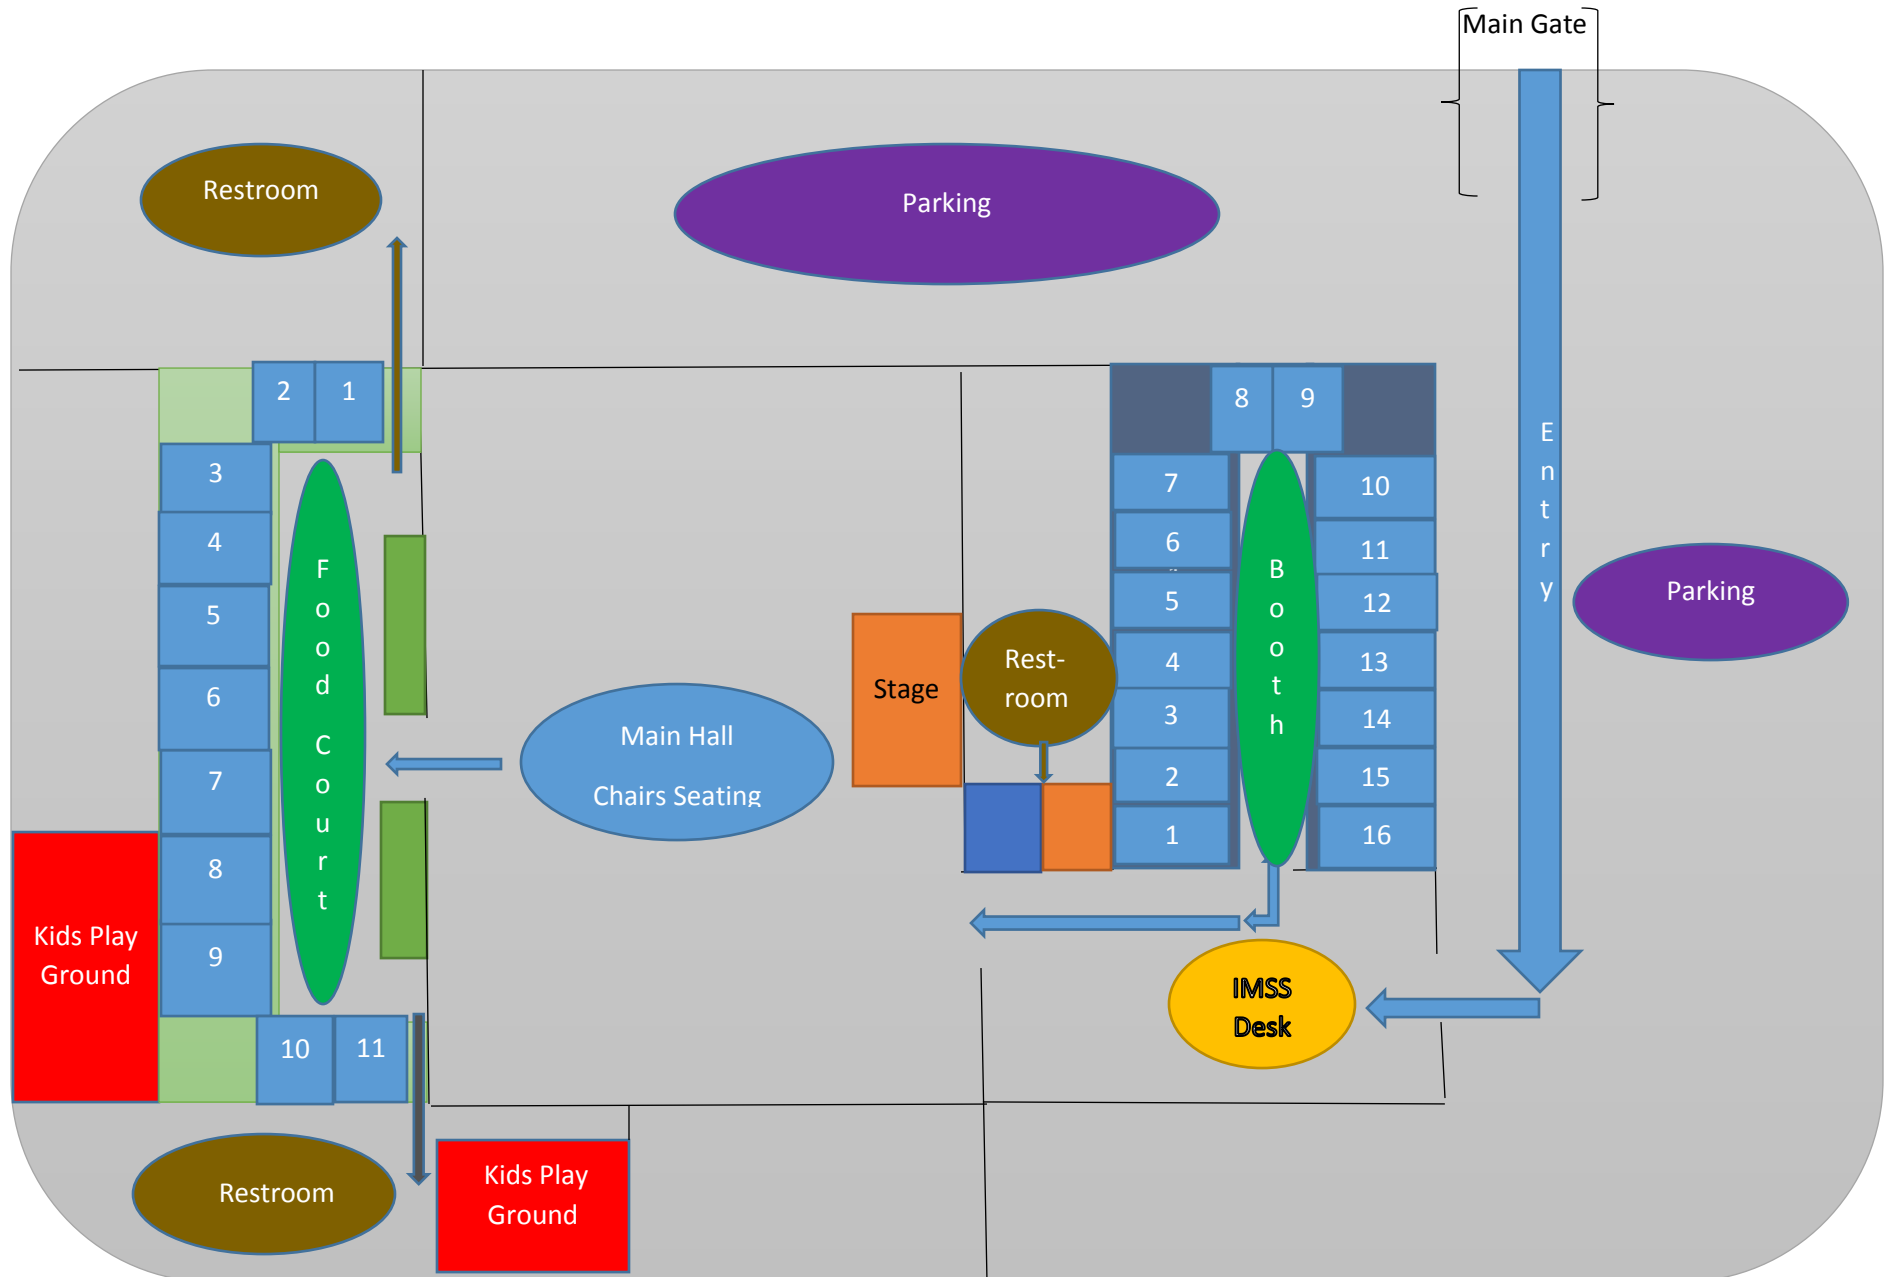 Main Gate
Restroom
Parking
2
1
3
4
5
6
7
8
9
10
11
F
o
o
d
C
o
u
r
t
Kids Play
Ground
Restroom
Kids Play
Ground
Main Hall
Chairs Seating
Stage
Rest-
room
8
9
7
6
5
4
3
2
1
B
o
o
t
h
10
11
12
13
14
15
16
IMSS
Desk
E
n
t
r
y
Parking